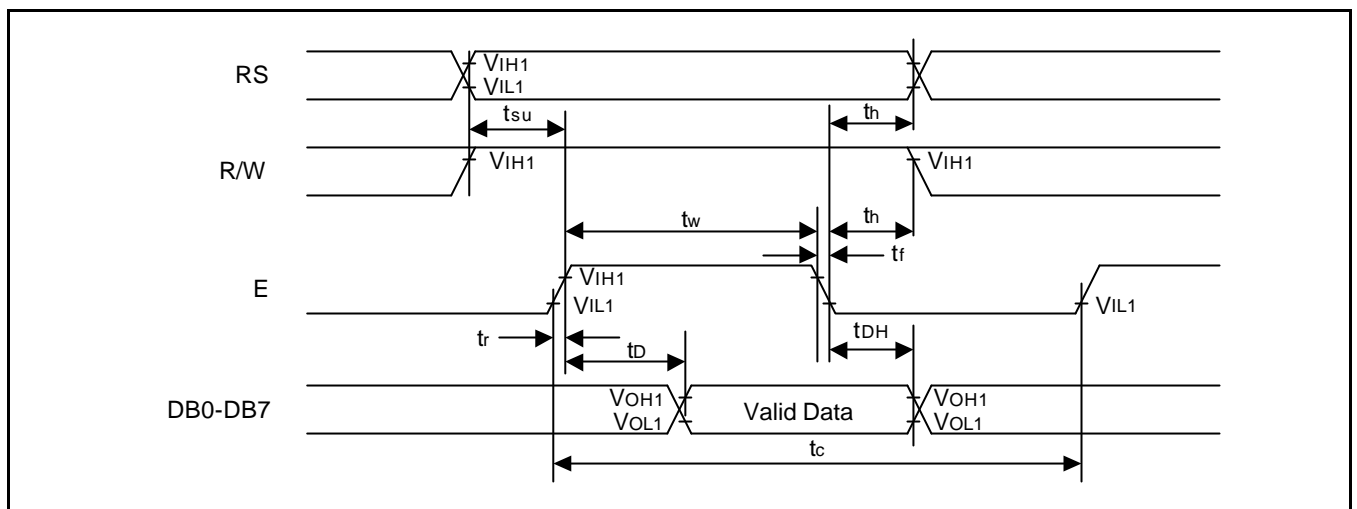 RS
VIH1
VIL1
tsu
th
R/W
VIH1
VIH1
tw
th
tf
E
VIH1
VIL1
VIL1
tr
tD
tDH
DB0-DB7
VOH1
VOL1
Valid Data
VOH1
VOL1
tc